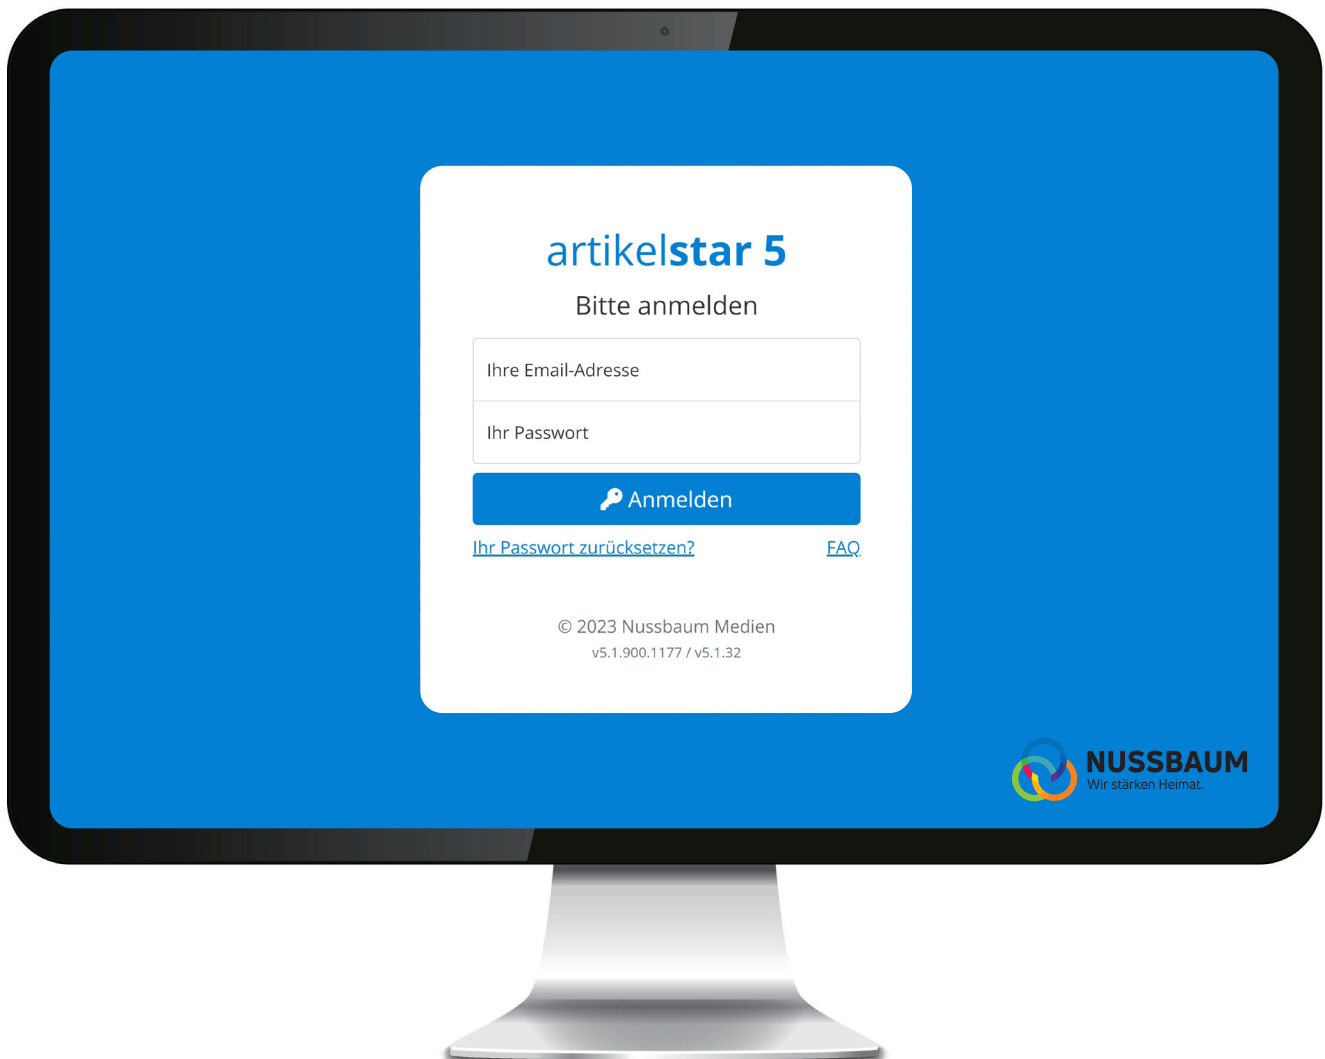 artikelstar 5
Bitte anmelden
Ihre Email-Adresse
Ihr Passwort
Anmelden
Ihr Passwort zurücksetzen? FAQ
© 2023 Nussbaum Medien
v5.1.900.1177 / v5.1.32
NUSSBAUM
Wir stärken Heimat.